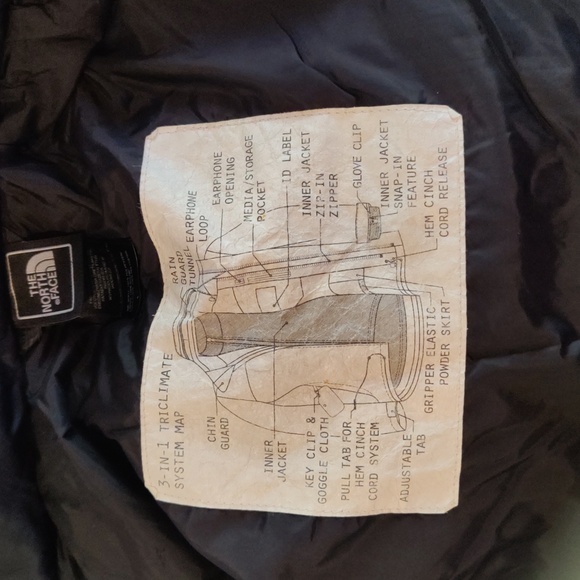 THE
NORTH
FACE
3-IN-1 TRICLIMATE
SYSTEM MAP
RAIN
GUARD
TUNNEL
EARPHONE
LOOP
EARPHONE
OPENING
MEDIA/STORAGE
POCKET
ID LABEL
INNER JACKET
ZIP-IN
ZIPPER
GLOVE CLIP
INNER JACKET
SNAP-IN
FEATURE
HEM CINCH
CORD RELEASE
CHIN
GUARD
INNER
JACKET
KEY CLIP &
GOGGLE CLOTH
PULL TAB FOR
HEM CINCH
CORD SYSTEM
ADJUSTABLE
TAB
GRIPPER ELASTIC
POWDER SKIRT